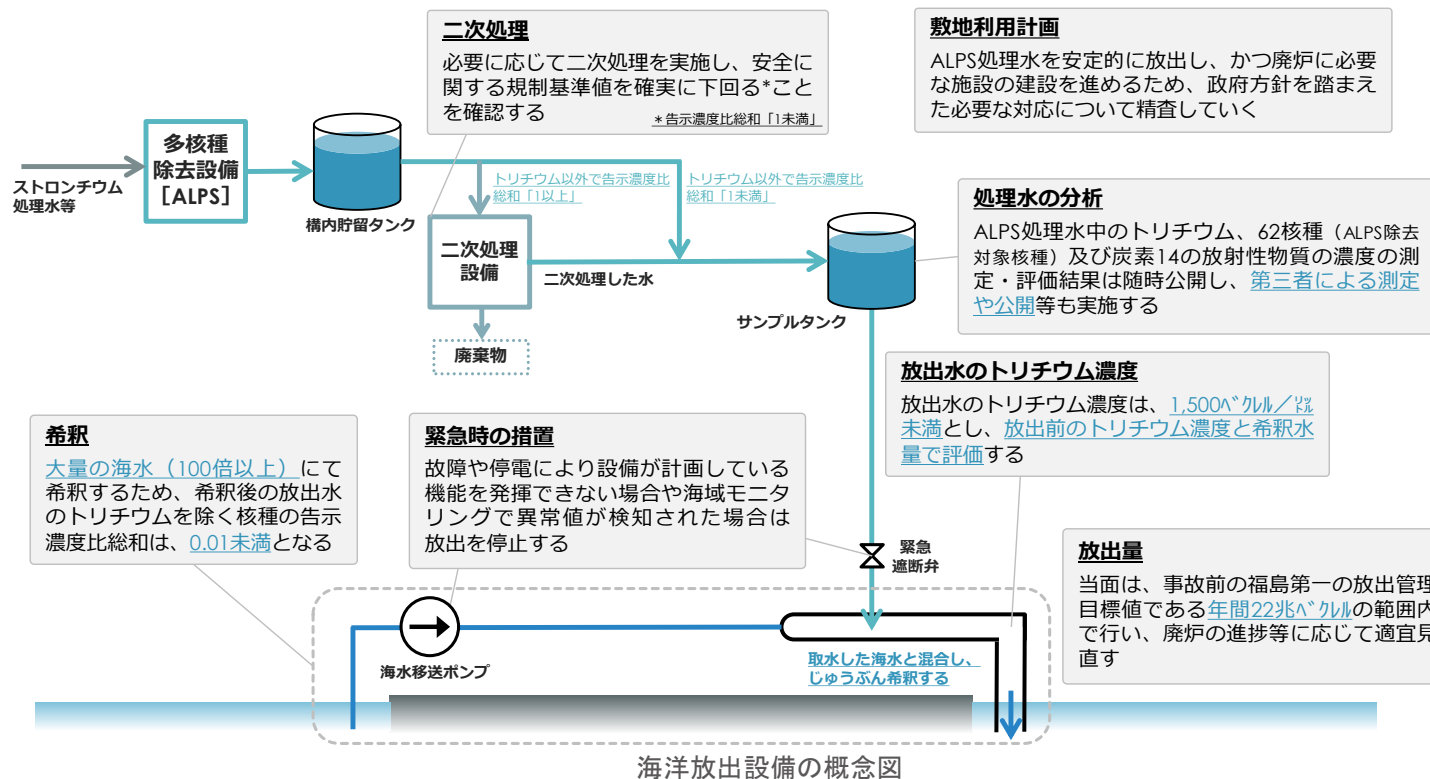 二次処理
必要に応じて二次処理を実施し、安全に
関する規制基準値を確実に下回る*こと
を確認する
*告示濃度比総和「1未満」
敷地利用計画
ALPS処理水を安定的に放出し、かつ廃炉に必要
な施設の建設を進めるため、政府方針を踏まえ
た必要な対応について精査していく
ストロンチウム
処理水等
多核種
除去設備
[ALPS]
構内貯留タンク
トリチウム以外で告示濃度比
総和「1以上」
トリチウム以外で告示濃度比
総和「1未満」
二次処理
設備
二次処理した水
廃棄物
サンプルタンク
処理水の分析
ALPS処理水中のトリチウム、62核種(ALPS除去
対象核種)及び炭素14の放射性物質の濃度の測
定・評価結果は随時公開し、第三者による測定
や公開等も実施する
放出水のトリチウム濃度
放出水のトリチウム濃度は、1,500ベクレル/リットル
未満とし、放出前のトリチウム濃度と希釈水
量で評価する
希釈
大量の海水(100倍以上)にて
希釈するため、希釈後の放出水
のトリチウムを除く核種の告示
濃度比総和は、0.01未満となる
緊急時の措置
故障や停電により設備が計画している
機能を発揮できない場合や海域モニタ
リングで異常値が検知された場合は
放出を停止する
緊急
遮断弁
放出量
当面は、事故前の福島第一の放出管理
目標値である年間22兆ベクレルの範囲内
で行い、廃炉の進捗等に応じて適宜見
直す
海水移送ポンプ
取水した海水と混合し、
じゅうぶん希釈する
海洋放出設備の概念図